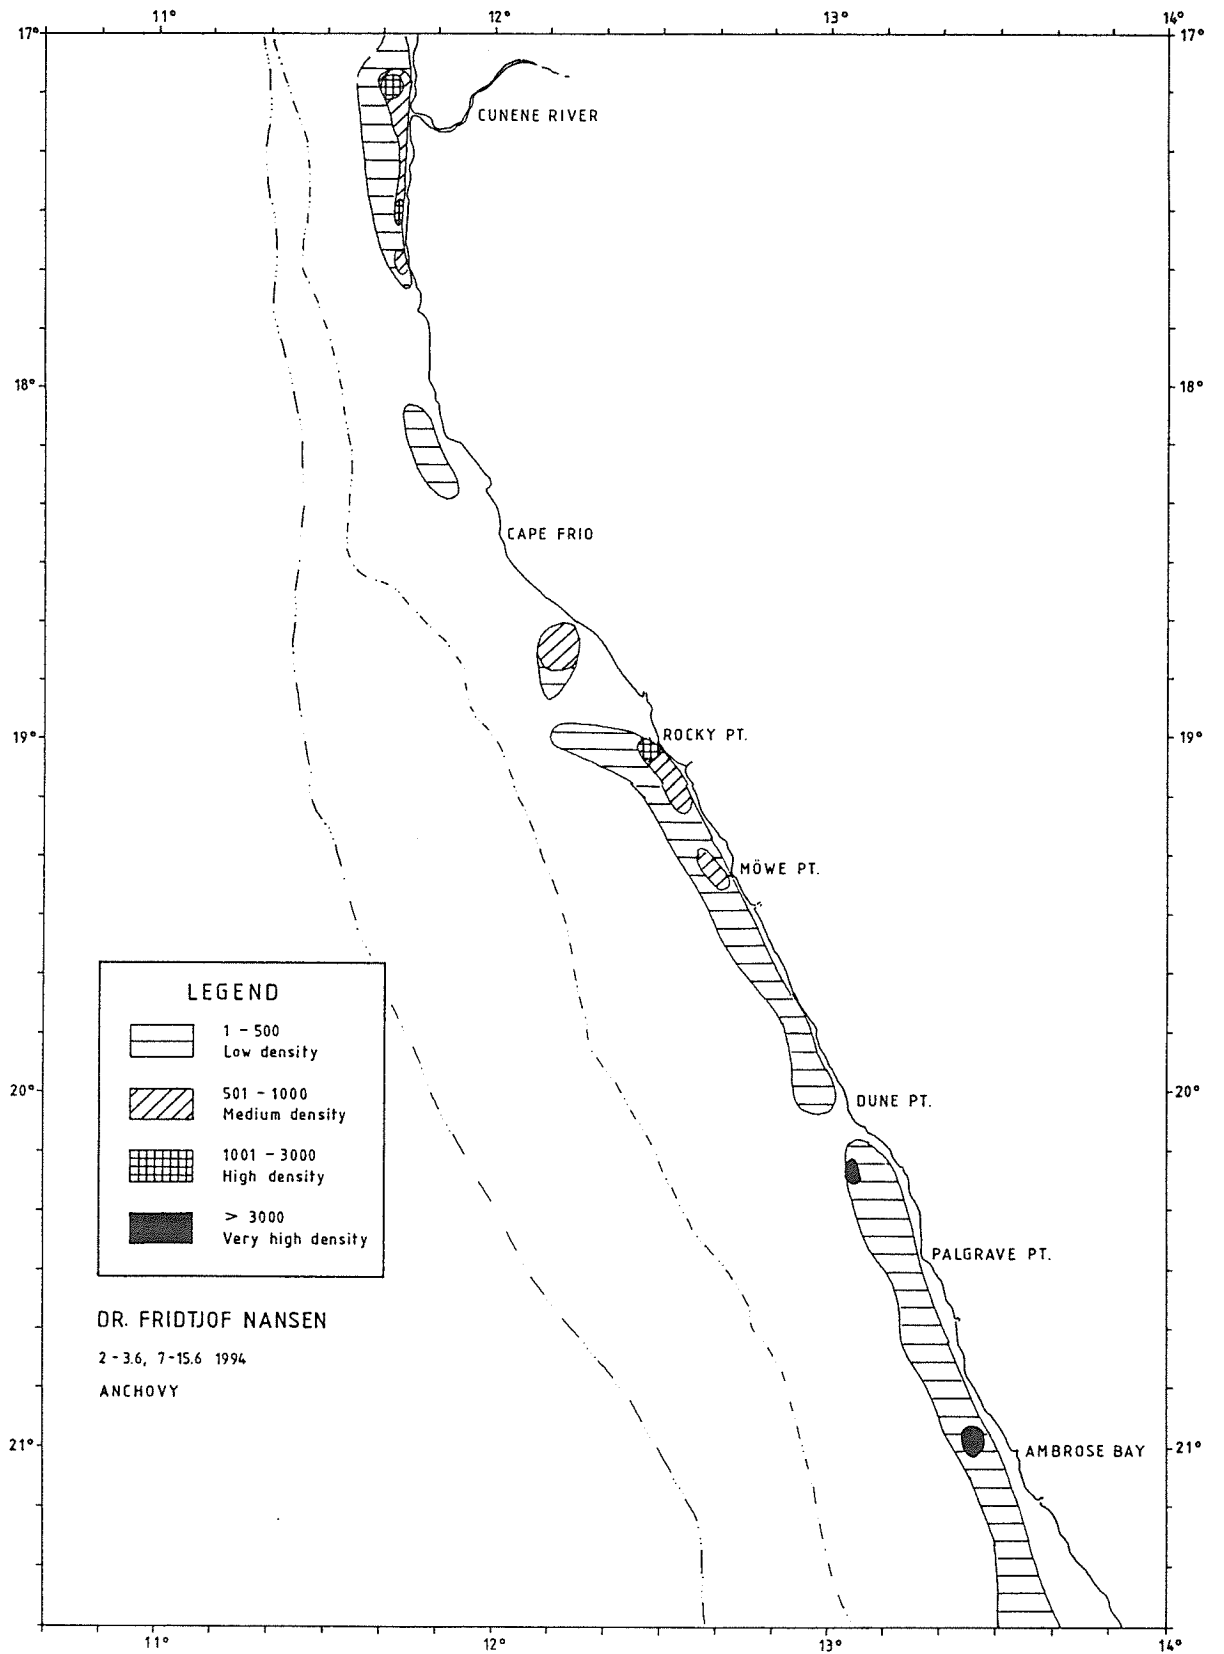 11° 12° 13° 14°
17° 17°
CUNENE RIVER
18° 18°
CAPE FRIO
19° ROCKY PT. 19°
MÖWE PT.
LEGEND
1 - 500
Low density
501 - 1000
Medium density
1001 - 3000
High density
> 3000
Very high density
20° 20°
DUNE PT.
PALGRAVE PT.
DR. FRIDTJOF NANSEN
2 - 3.6, 7-15.6 1994
ANCHOVY
21° 21°
AMBROSE BAY
11° 12° 13° 14°